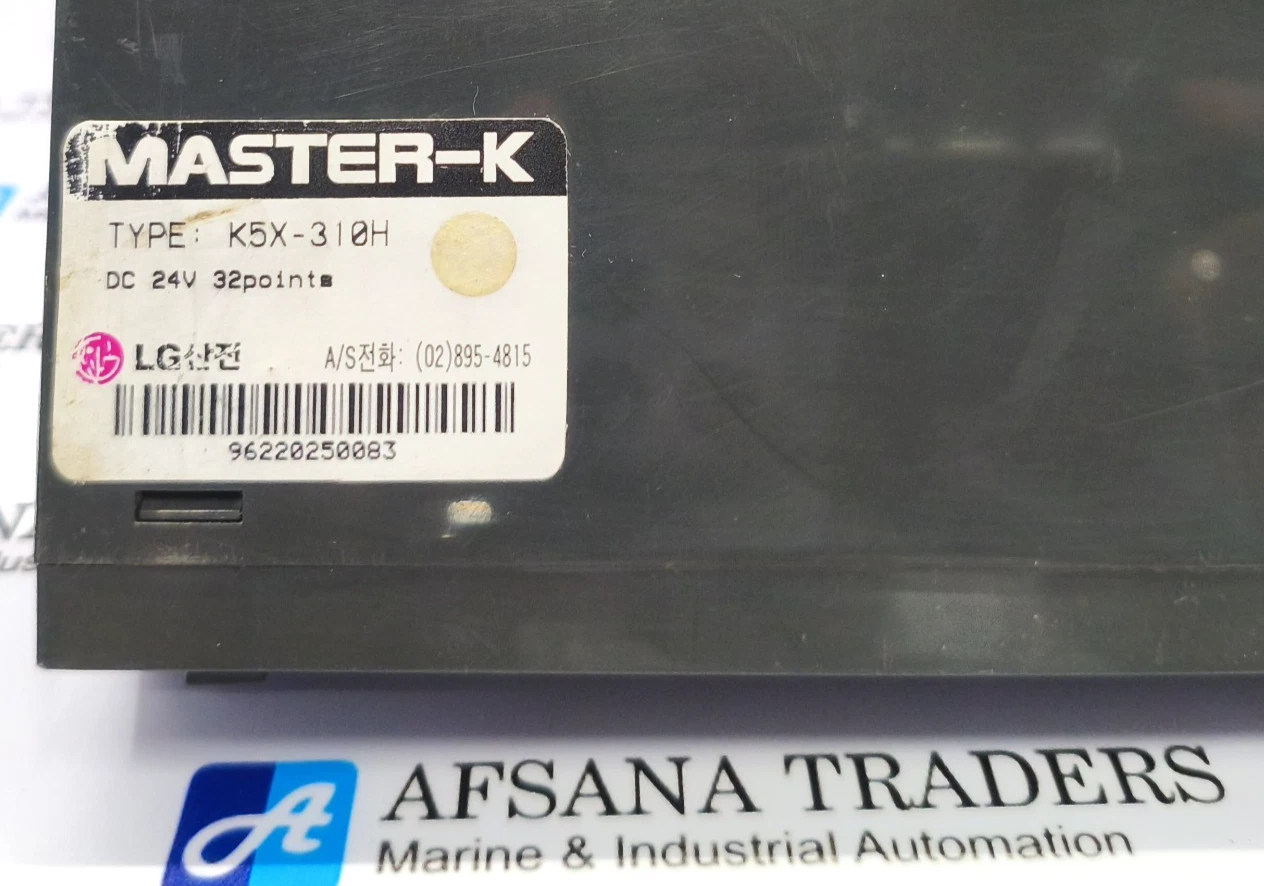 MASTER-K
TYPE: K5X-310H
DC 24V 32points
LG산전 A/S전화: (02)895-4815
96220250083
AFSANA TRADERS
Marine & Industrial Automation